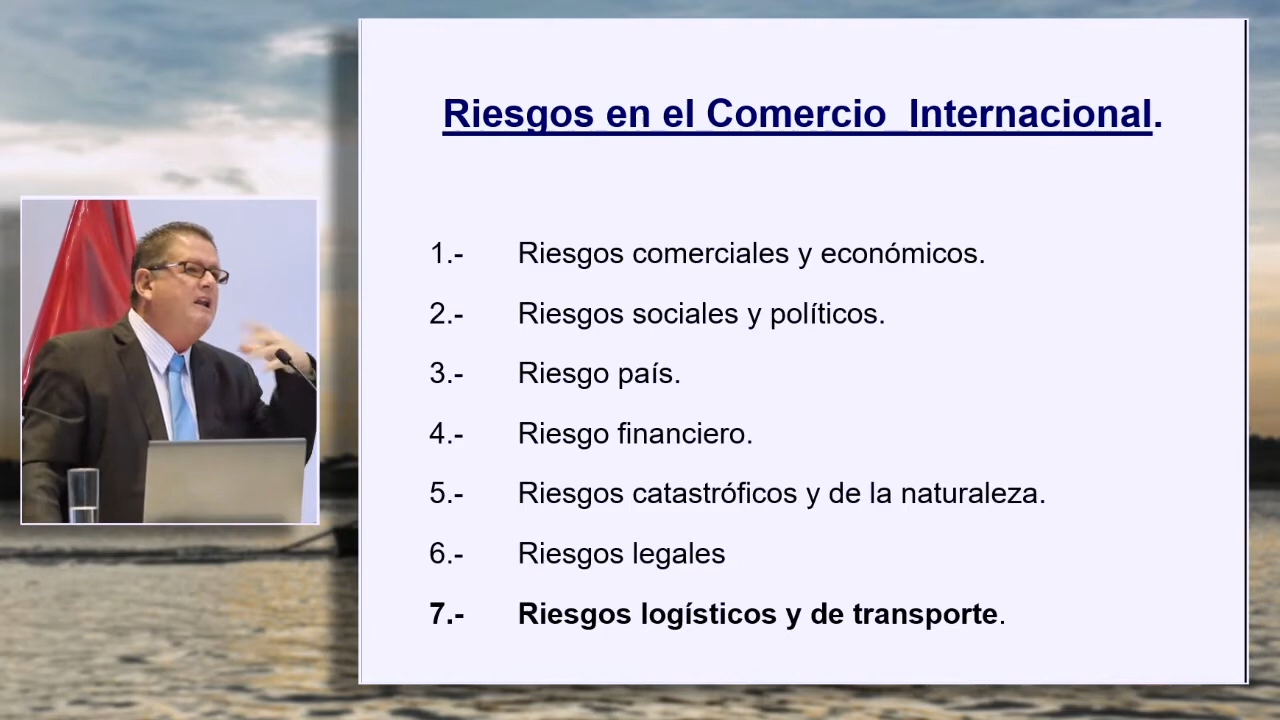 Riesgos en el Comercio  Internacional.
1.- Riesgos comerciales y económicos.
2.- Riesgos sociales y políticos.
3.- Riesgo país.
4.- Riesgo financiero.
5.- Riesgos catastróficos y de la naturaleza.
6.- Riesgos legales
7.- Riesgos logísticos y de transporte.